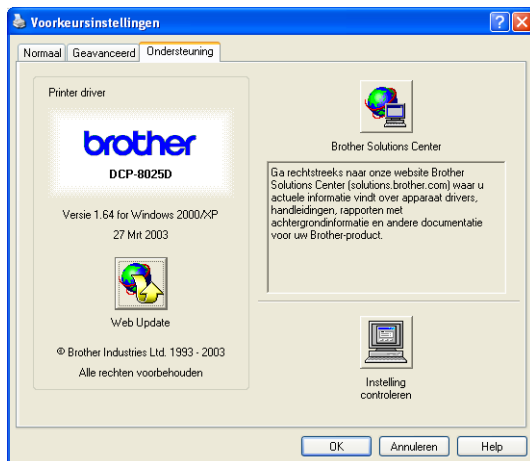 Voorkeursinstellingen
Normaal
Geavanceerd
Ondersteuning
Printer driver
brother
DCP-8025D
Versie 1.64 for Windows 2000/XP
27 Mrt 2003
Web Update
© Brother Industries Ltd. 1993 - 2003
Alle rechten voorbehouden
Brother Solutions Center
Ga rechtstreeks naar onze website Brother
Solutions Center (solutions.brother.com) waar u
actuele informatie vindt over apparaat drivers,
handleidingen, rapporten met
achtergrondinformatie en andere documentatie
voor uw Brother-product.
Instelling
controleren
OK
Annuleren
Help